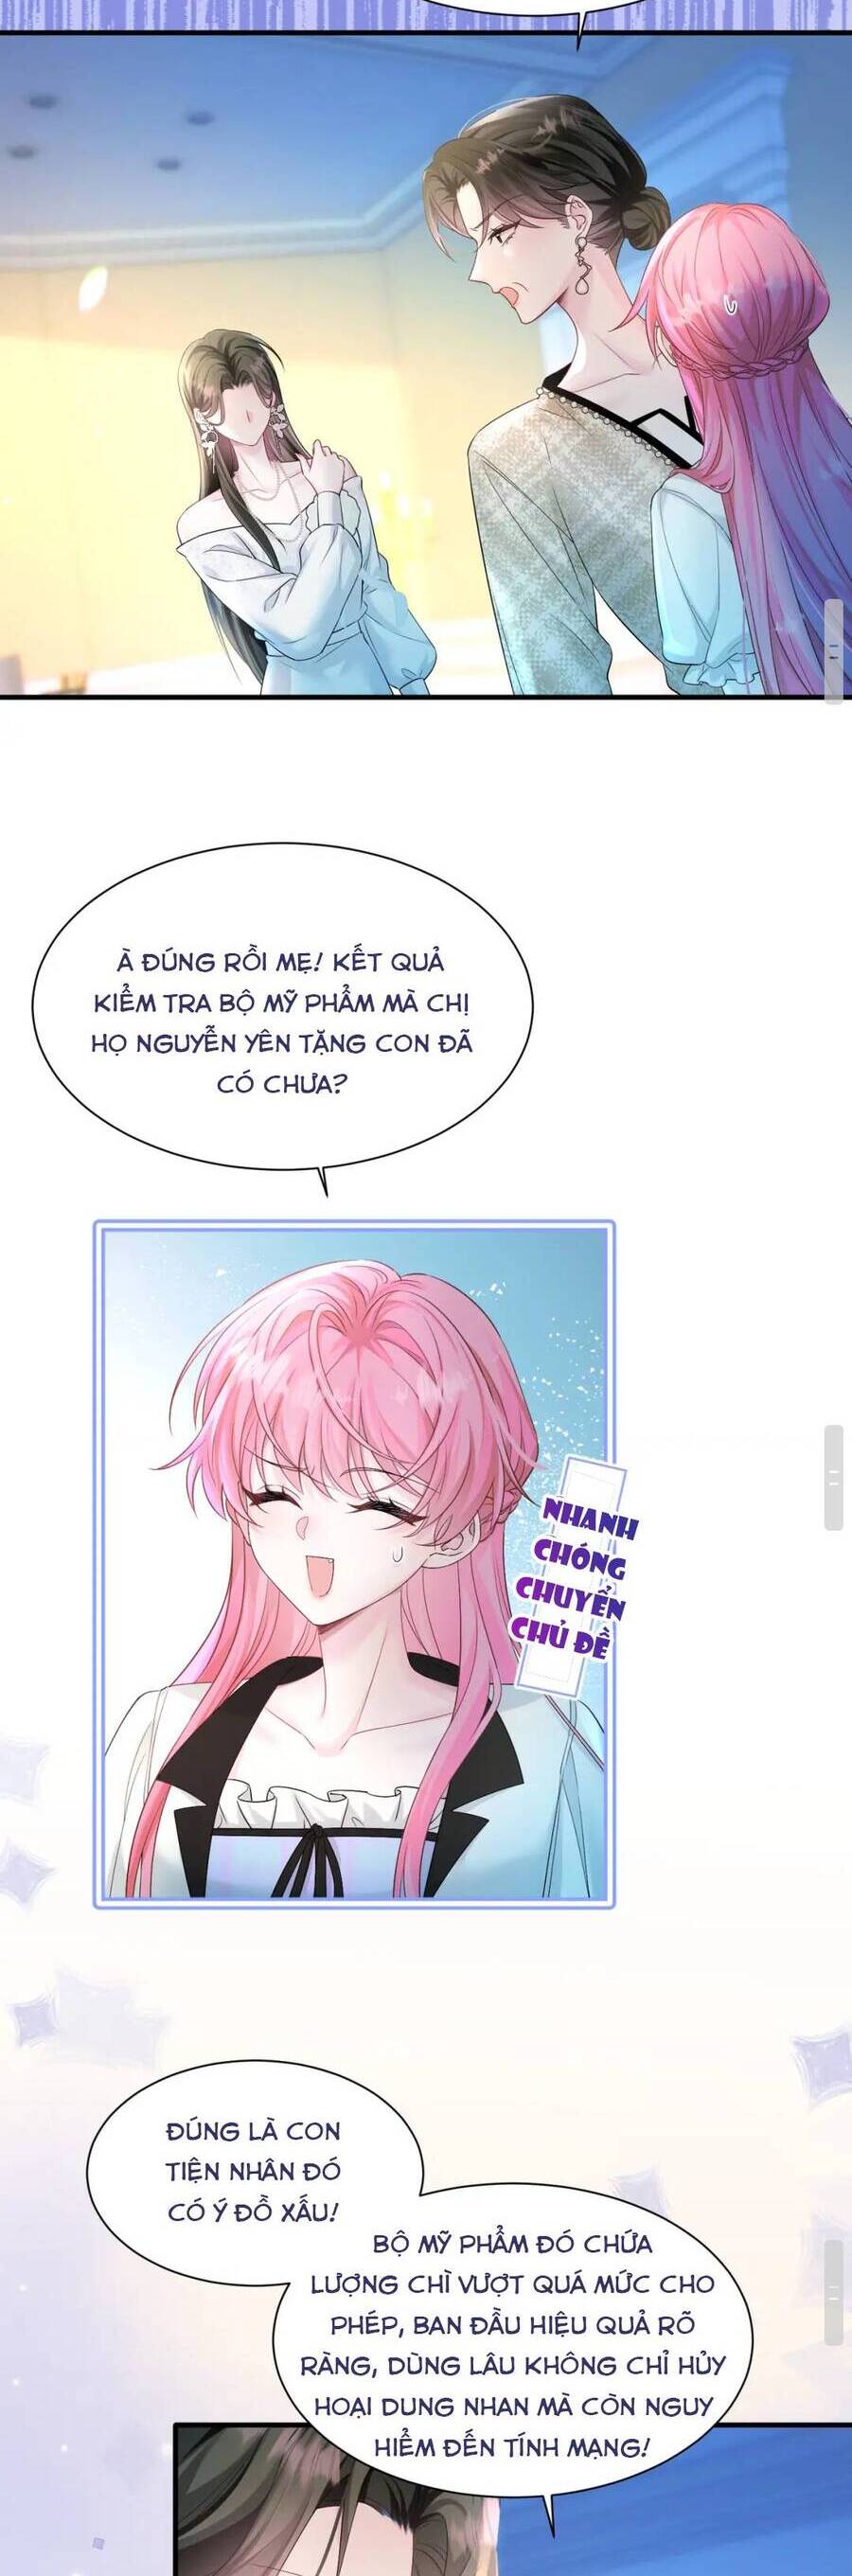 À ĐÚNG RỒI MẸ! KẾT QUẢ
KIỂM TRA BỘ MỸ PHẨM MÀ CHỊ
HỌ NGUYỄN YÊN TẶNG CON ĐÃ
CÓ CHƯA?
NHANH
CHÓNG
CHUYỂN
CHỦ ĐỀ
ĐÚNG LÀ CON
TIỆN NHÂN ĐÓ
CÓ Ý ĐỒ XẤU!
BỘ MỸ PHẨM ĐÓ CHỨA
LƯỢNG CHÌ VƯỢT QUÁ MỨC CHO
PHÉP, BAN ĐẦU HIỆU QUẢ RÕ
RÀNG, DÙNG LÂU KHÔNG CHỈ HỦY
HOẠI DUNG NHAN MÀ CÒN NGUY
HIỂM ĐẾN TÍNH MẠNG!